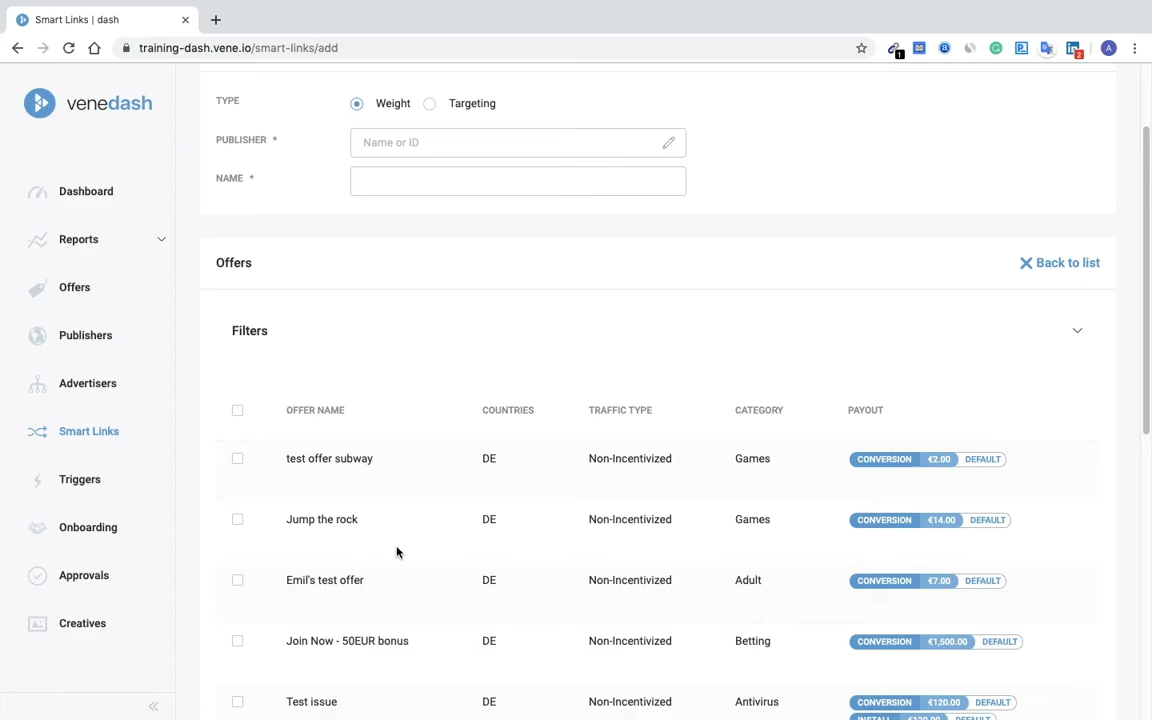 Smart Links | dash
training-dash.vene.io/smart-links/add
1
2
A
venedash
Dashboard
Reports
Offers
Publishers
Advertisers
Smart Links
Triggers
Onboarding
Approvals
Creatives
TYPE Weight Targeting
PUBLISHER * Name or ID
NAME *
Offers Back to list
Filters
OFFER NAME COUNTRIES TRAFFIC TYPE CATEGORY PAYOUT
test offer subway DE Non-Incentivized Games CONVERSION €2.00 DEFAULT
Jump the rock DE Non-Incentivized Games CONVERSION €14.00 DEFAULT
Emil's test offer DE Non-Incentivized Adult CONVERSION €7.00 DEFAULT
Join Now - 50EUR bonus DE Non-Incentivized Betting CONVERSION €1,500.00 DEFAULT
Test issue DE Non-Incentivized Antivirus CONVERSION €120.00 DEFAULT
INSTALL €120.00 DEFAULT